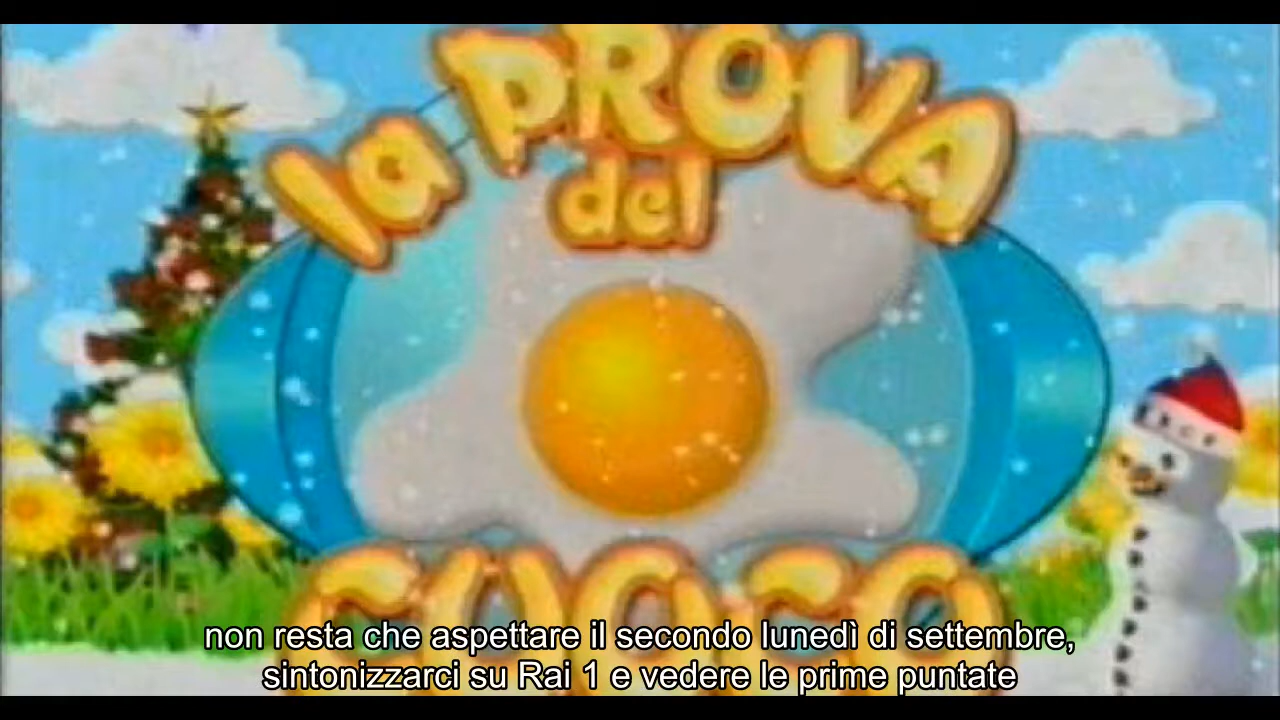 la PROVA
del
CUOCO
non resta che aspettare il secondo lunedì di settembre,
sintonizzarci su Rai 1 e vedere le prime puntate